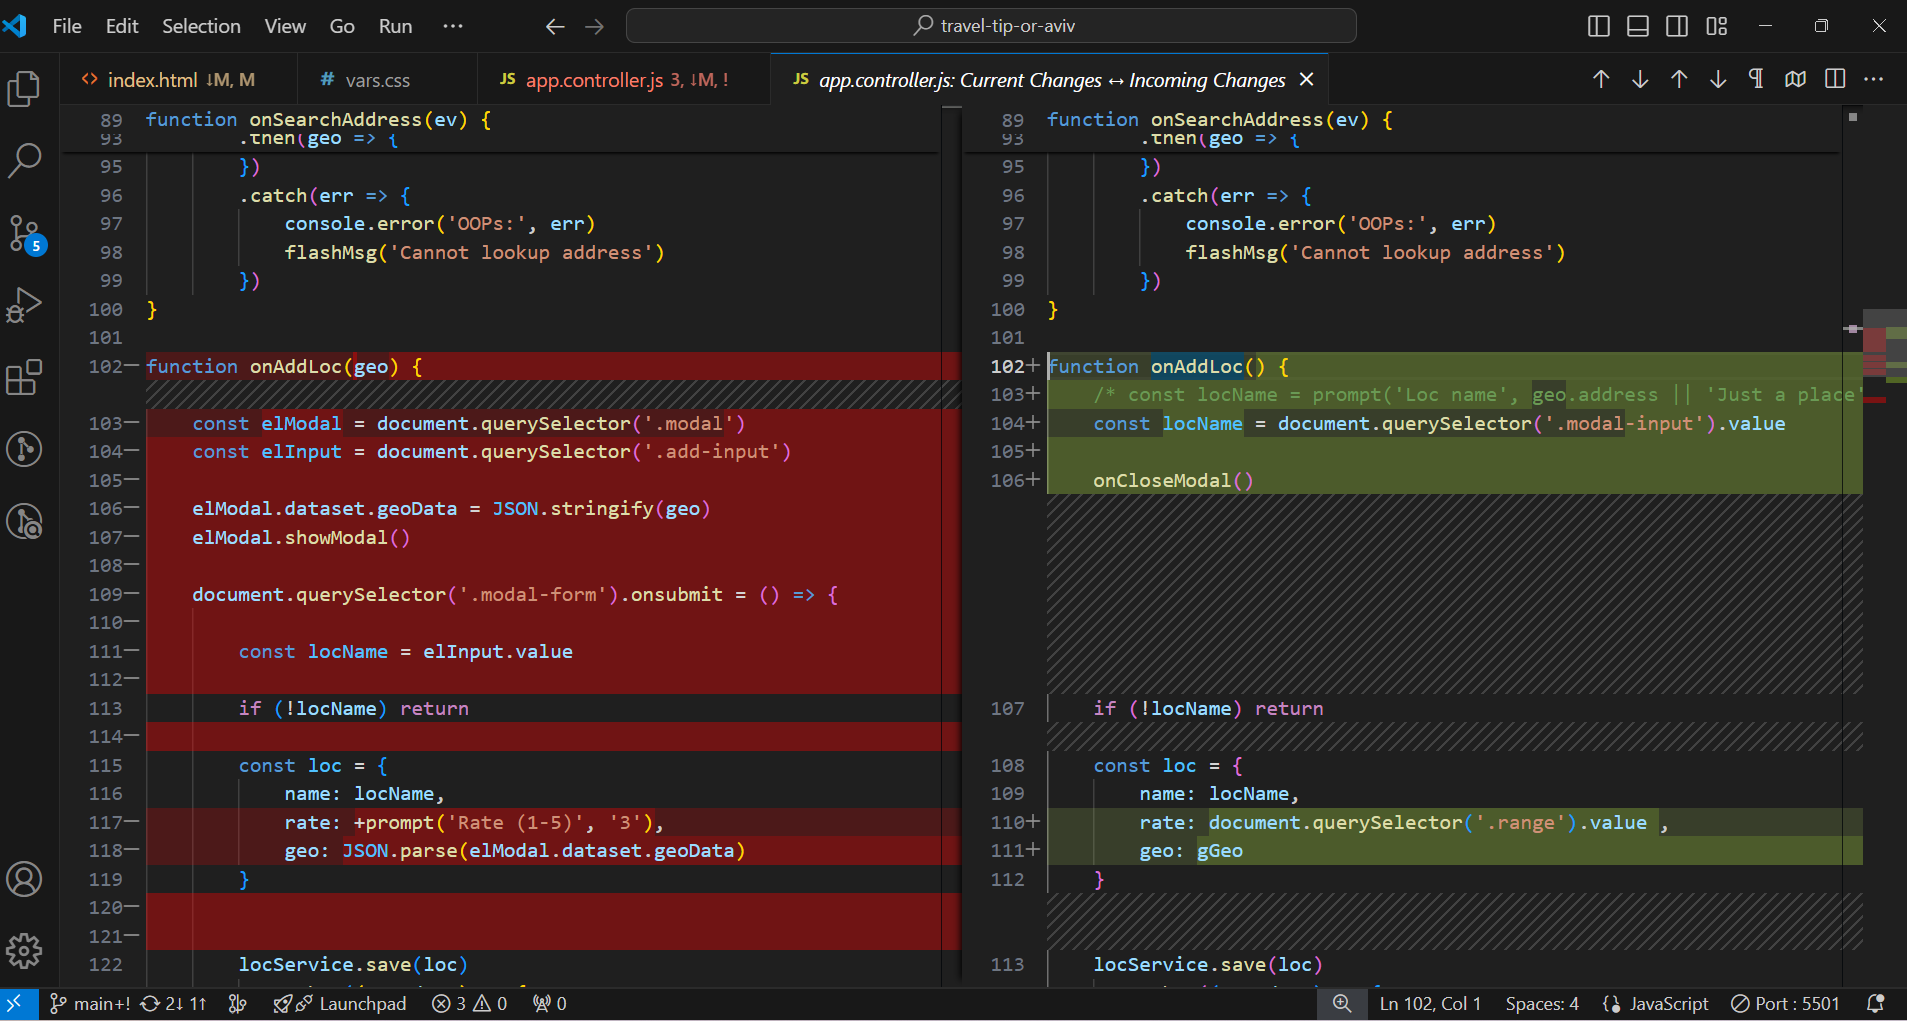 File Edit Selection View Go Run ··· travel-tip-or-aviv
index.html ↓M, M vars.css app.controller.js 3, ↓M, ! app.controller.js: Current Changes ↔ Incoming Changes
89 function onSearchAddress(ev) {
93 .then(geo => {
95 })
96 .catch(err => {
97 console.error('OOPs:', err)
98 flashMsg('Cannot lookup address')
99 })
100 }
101
102 function onAddLoc(geo) {
103 const elModal = document.querySelector('.modal')
104 const elInput = document.querySelector('.add-input')
105
106 elModal.dataset.geoData = JSON.stringify(geo)
107 elModal.showModal()
108
109 document.querySelector('.modal-form').onsubmit = () => {
110
111 const locName = elInput.value
112
113 if (!locName) return
114
115 const loc = {
116 name: locName,
117 rate: +prompt('Rate (1-5)', '3'),
118 geo: JSON.parse(elModal.dataset.geoData)
119 }
120
121
122 locService.save(loc)
89 function onSearchAddress(ev) {
93 .then(geo => {
95 })
96 .catch(err => {
97 console.error('OOPs:', err)
98 flashMsg('Cannot lookup address')
99 })
100 }
101
102+ function onAddLoc() {
103+ /* const locName = prompt('Loc name', geo.address || 'Just a place'
104+ const locName = document.querySelector('.modal-input').value
105+
106+ onCloseModal()
107 if (!locName) return
108 const loc = {
109 name: locName,
110+ rate: document.querySelector('.range').value ,
111+ geo: gGeo
112 }
113 locService.save(loc)
5
main+! 2↓ 1↑ Launchpad 3 0 0 Ln 102, Col 1 Spaces: 4 JavaScript Port : 5501